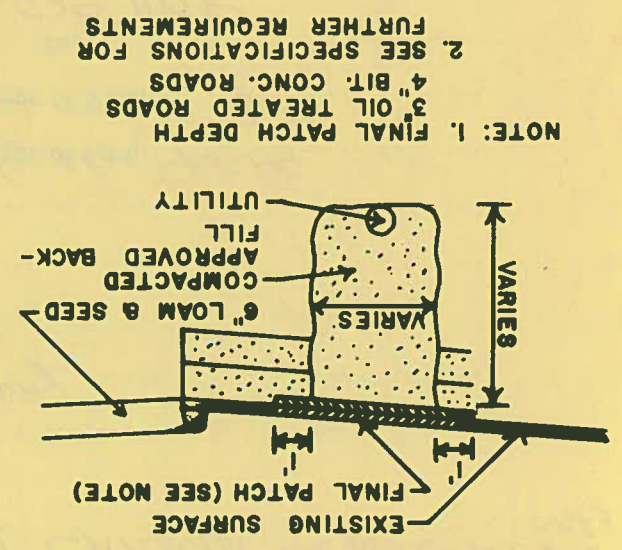 EXISTING SURFACE
FINAL PATCH (SEE NOTE)
1'
1'
6" LOAM & SEED
VARIES
VARIES
COMPACTED
APPROVED BACK-
FILL
UTILITY
NOTE: 1. FINAL PATCH DEPTH
3" OIL TREATED ROADS
4" BIT. CONC. ROADS
2. SEE SPECIFICATIONS FOR
FURTHER REQUIREMENTS